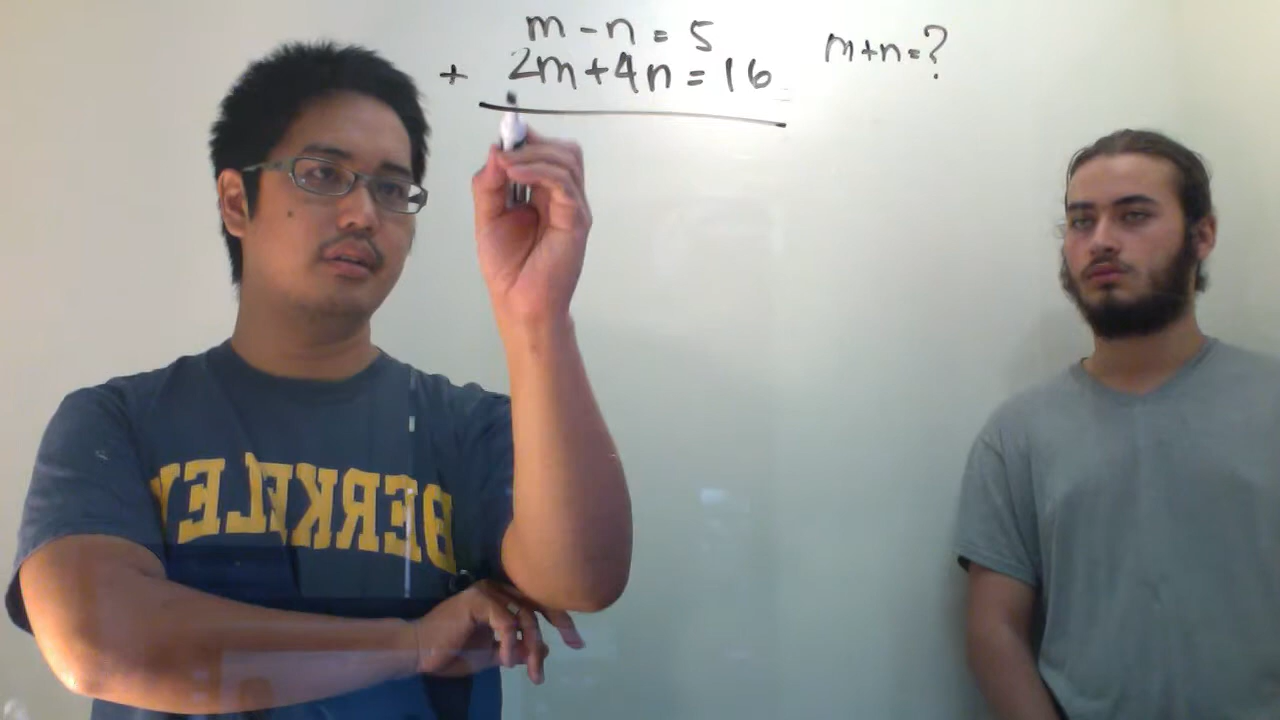 m - n = 5
+ 2m + 4n = 16
m + n = ?
BERKELEY